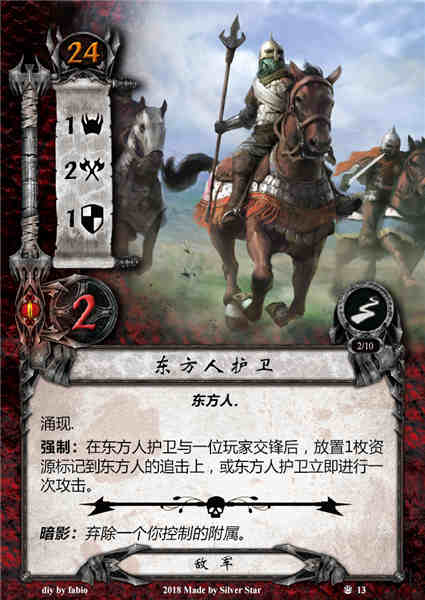 24
1
2
1
2
2/10
东方人护卫
东方人.
涌现.
强制：在东方人护卫与一位玩家交锋后，放置1枚资
源标记到东方人的追击上，或东方人护卫立即进行一
次攻击。
暗影：弃除一个你控制的附属。
敌军
diy by fabio 2018 Made by Silver Star 13